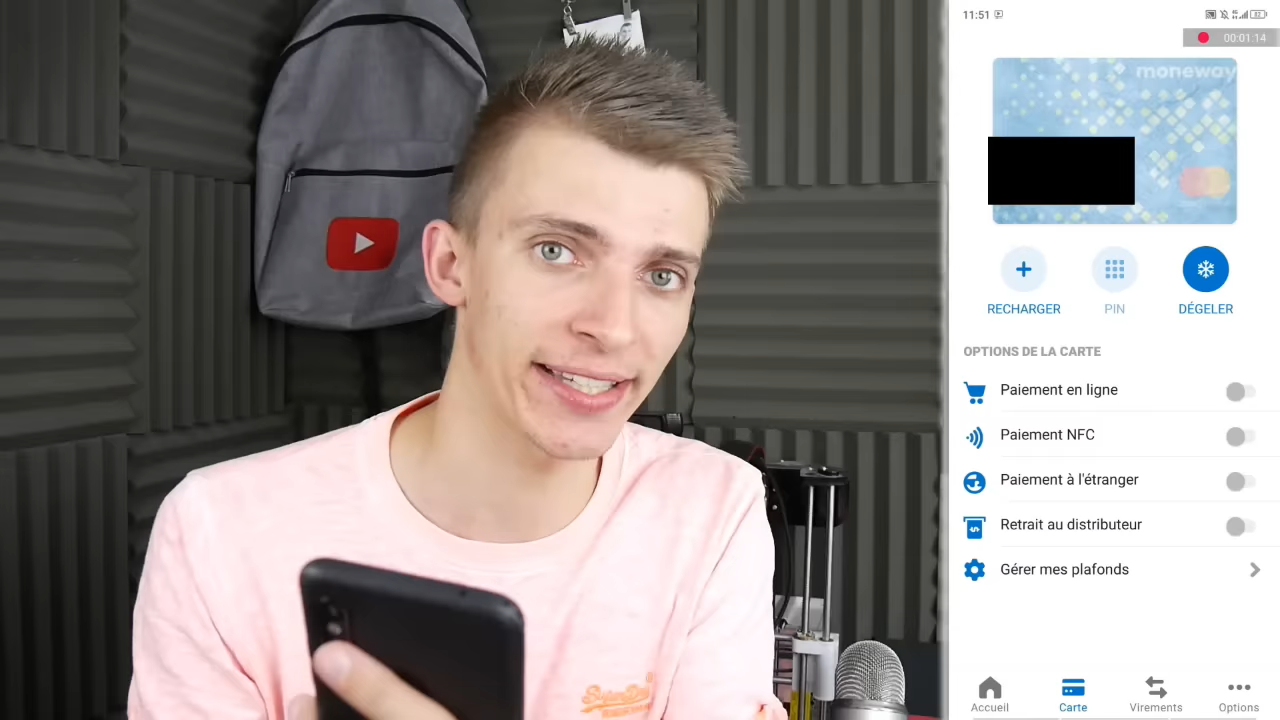 11:51
00:01:14
moneyway
RECHARGER
PIN
DÉGELER
OPTIONS DE LA CARTE
Paiement en ligne
Paiement NFC
Paiement à l'étranger
Retrait au distributeur
Gérer mes plafonds
Accueil
Carte
Virements
Options